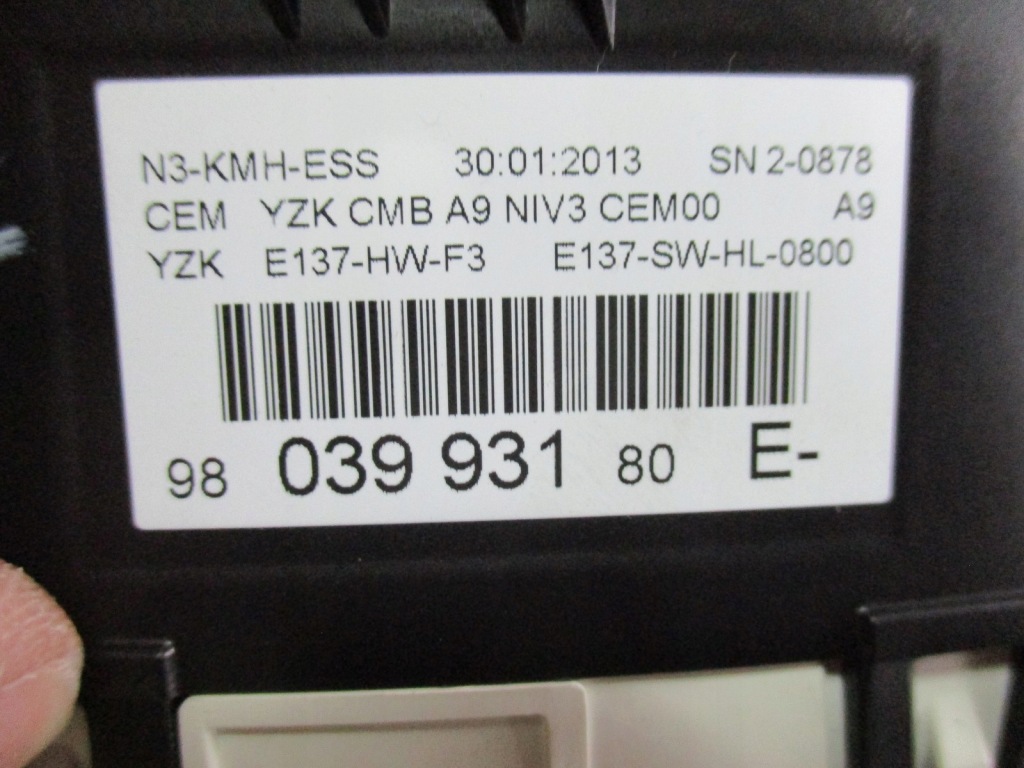 N3-KMH-ESS 30:01:2013 SN 2-0878
CEM YZK CMB A9 NIV3 CEM00 A9
YZK E137-HW-F3 E137-SW-HL-0800
98 039 931 80 E-